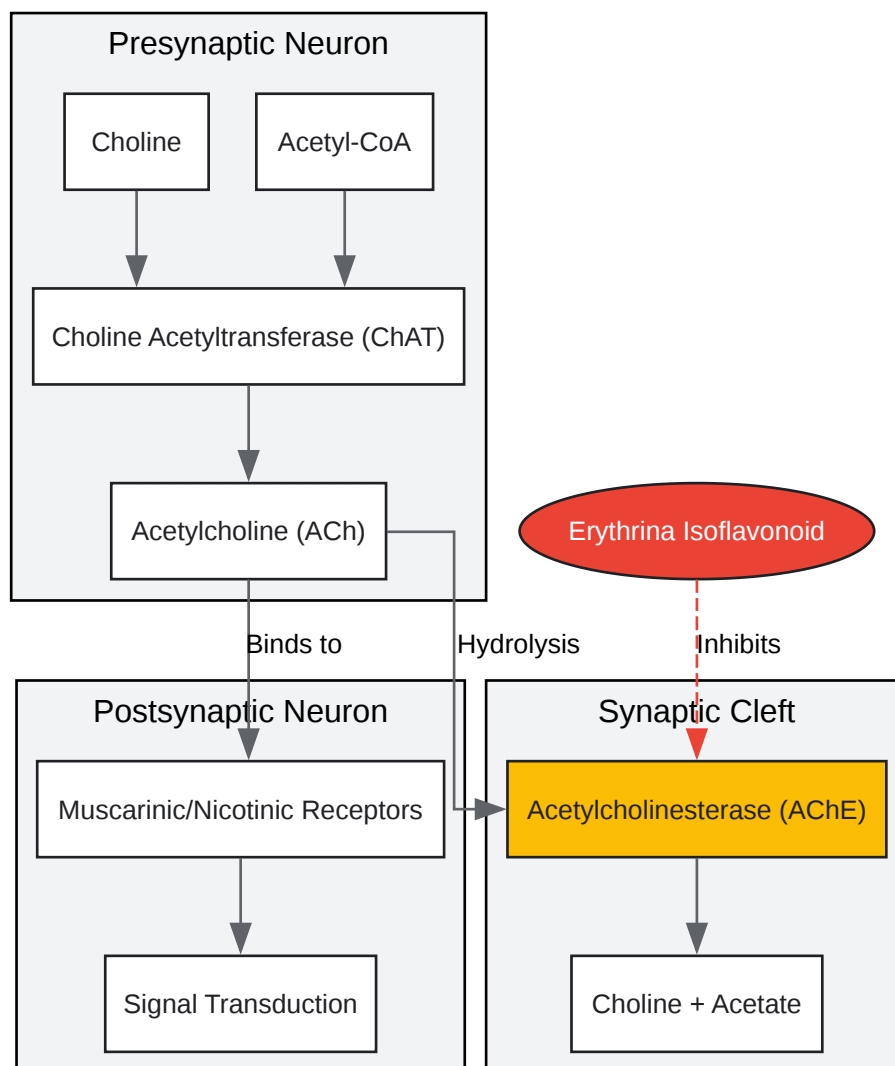 Presynaptic Neuron
Choline
Acetyl-CoA
Choline Acetyltransferase (ChAT)
Acetylcholine (ACh)
Erythrina Isoflavonoid
Binds to
Hydrolysis
Inhibits
Postsynaptic Neuron
Synaptic Cleft
Muscarinic/Nicotinic Receptors
Acetylcholinesterase (AChE)
Signal Transduction
Choline + Acetate